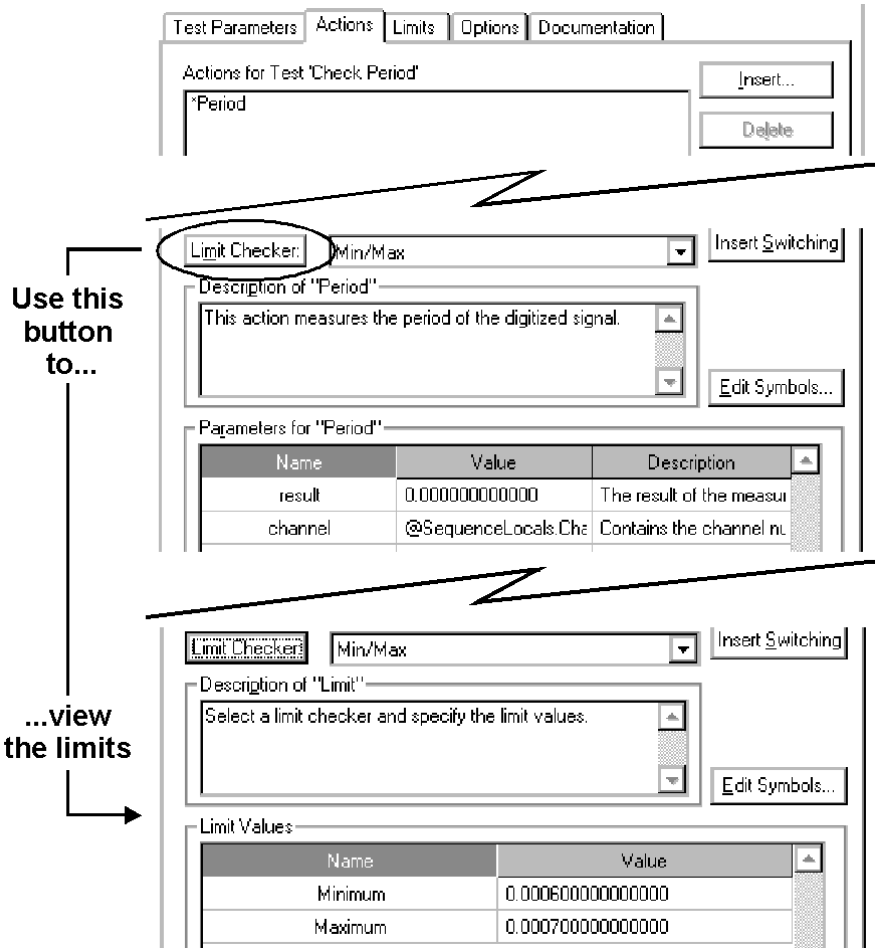 Test Parameters Actions Limits Options Documentation
Actions for Test 'Check Period'
Insert...
*Period
Delete
Limit Checker: Min/Max Insert Switching
Use this
button
to...
Description of "Period"
This action measures the period of the digitized signal.
Edit Symbols...
Parameters for "Period"
Name Value Description
result 0.000000000000 The result of the measur
channel @SequenceLocals.Cha Contains the channel nu
Limit Checker: Min/Max Insert Switching
Description of "Limit"
Select a limit checker and specify the limit values.
...view
the limits
Edit Symbols...
Limit Values
Name Value
Minimum 0.000600000000000
Maximum 0.000700000000000